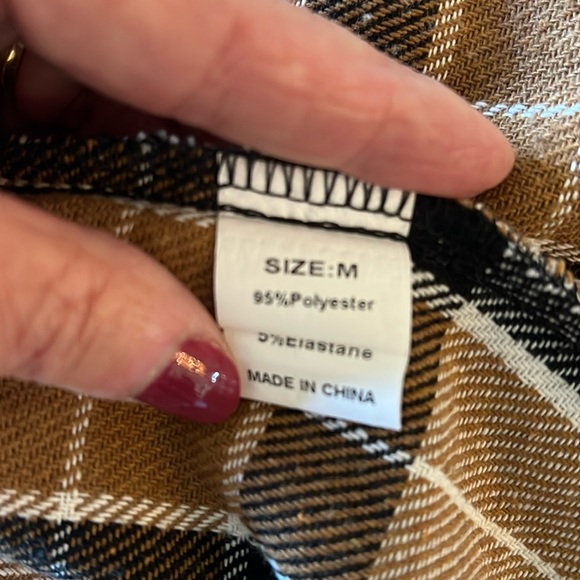 SIZE:M
95%Polyester
5%Elastane
MADE IN CHINA